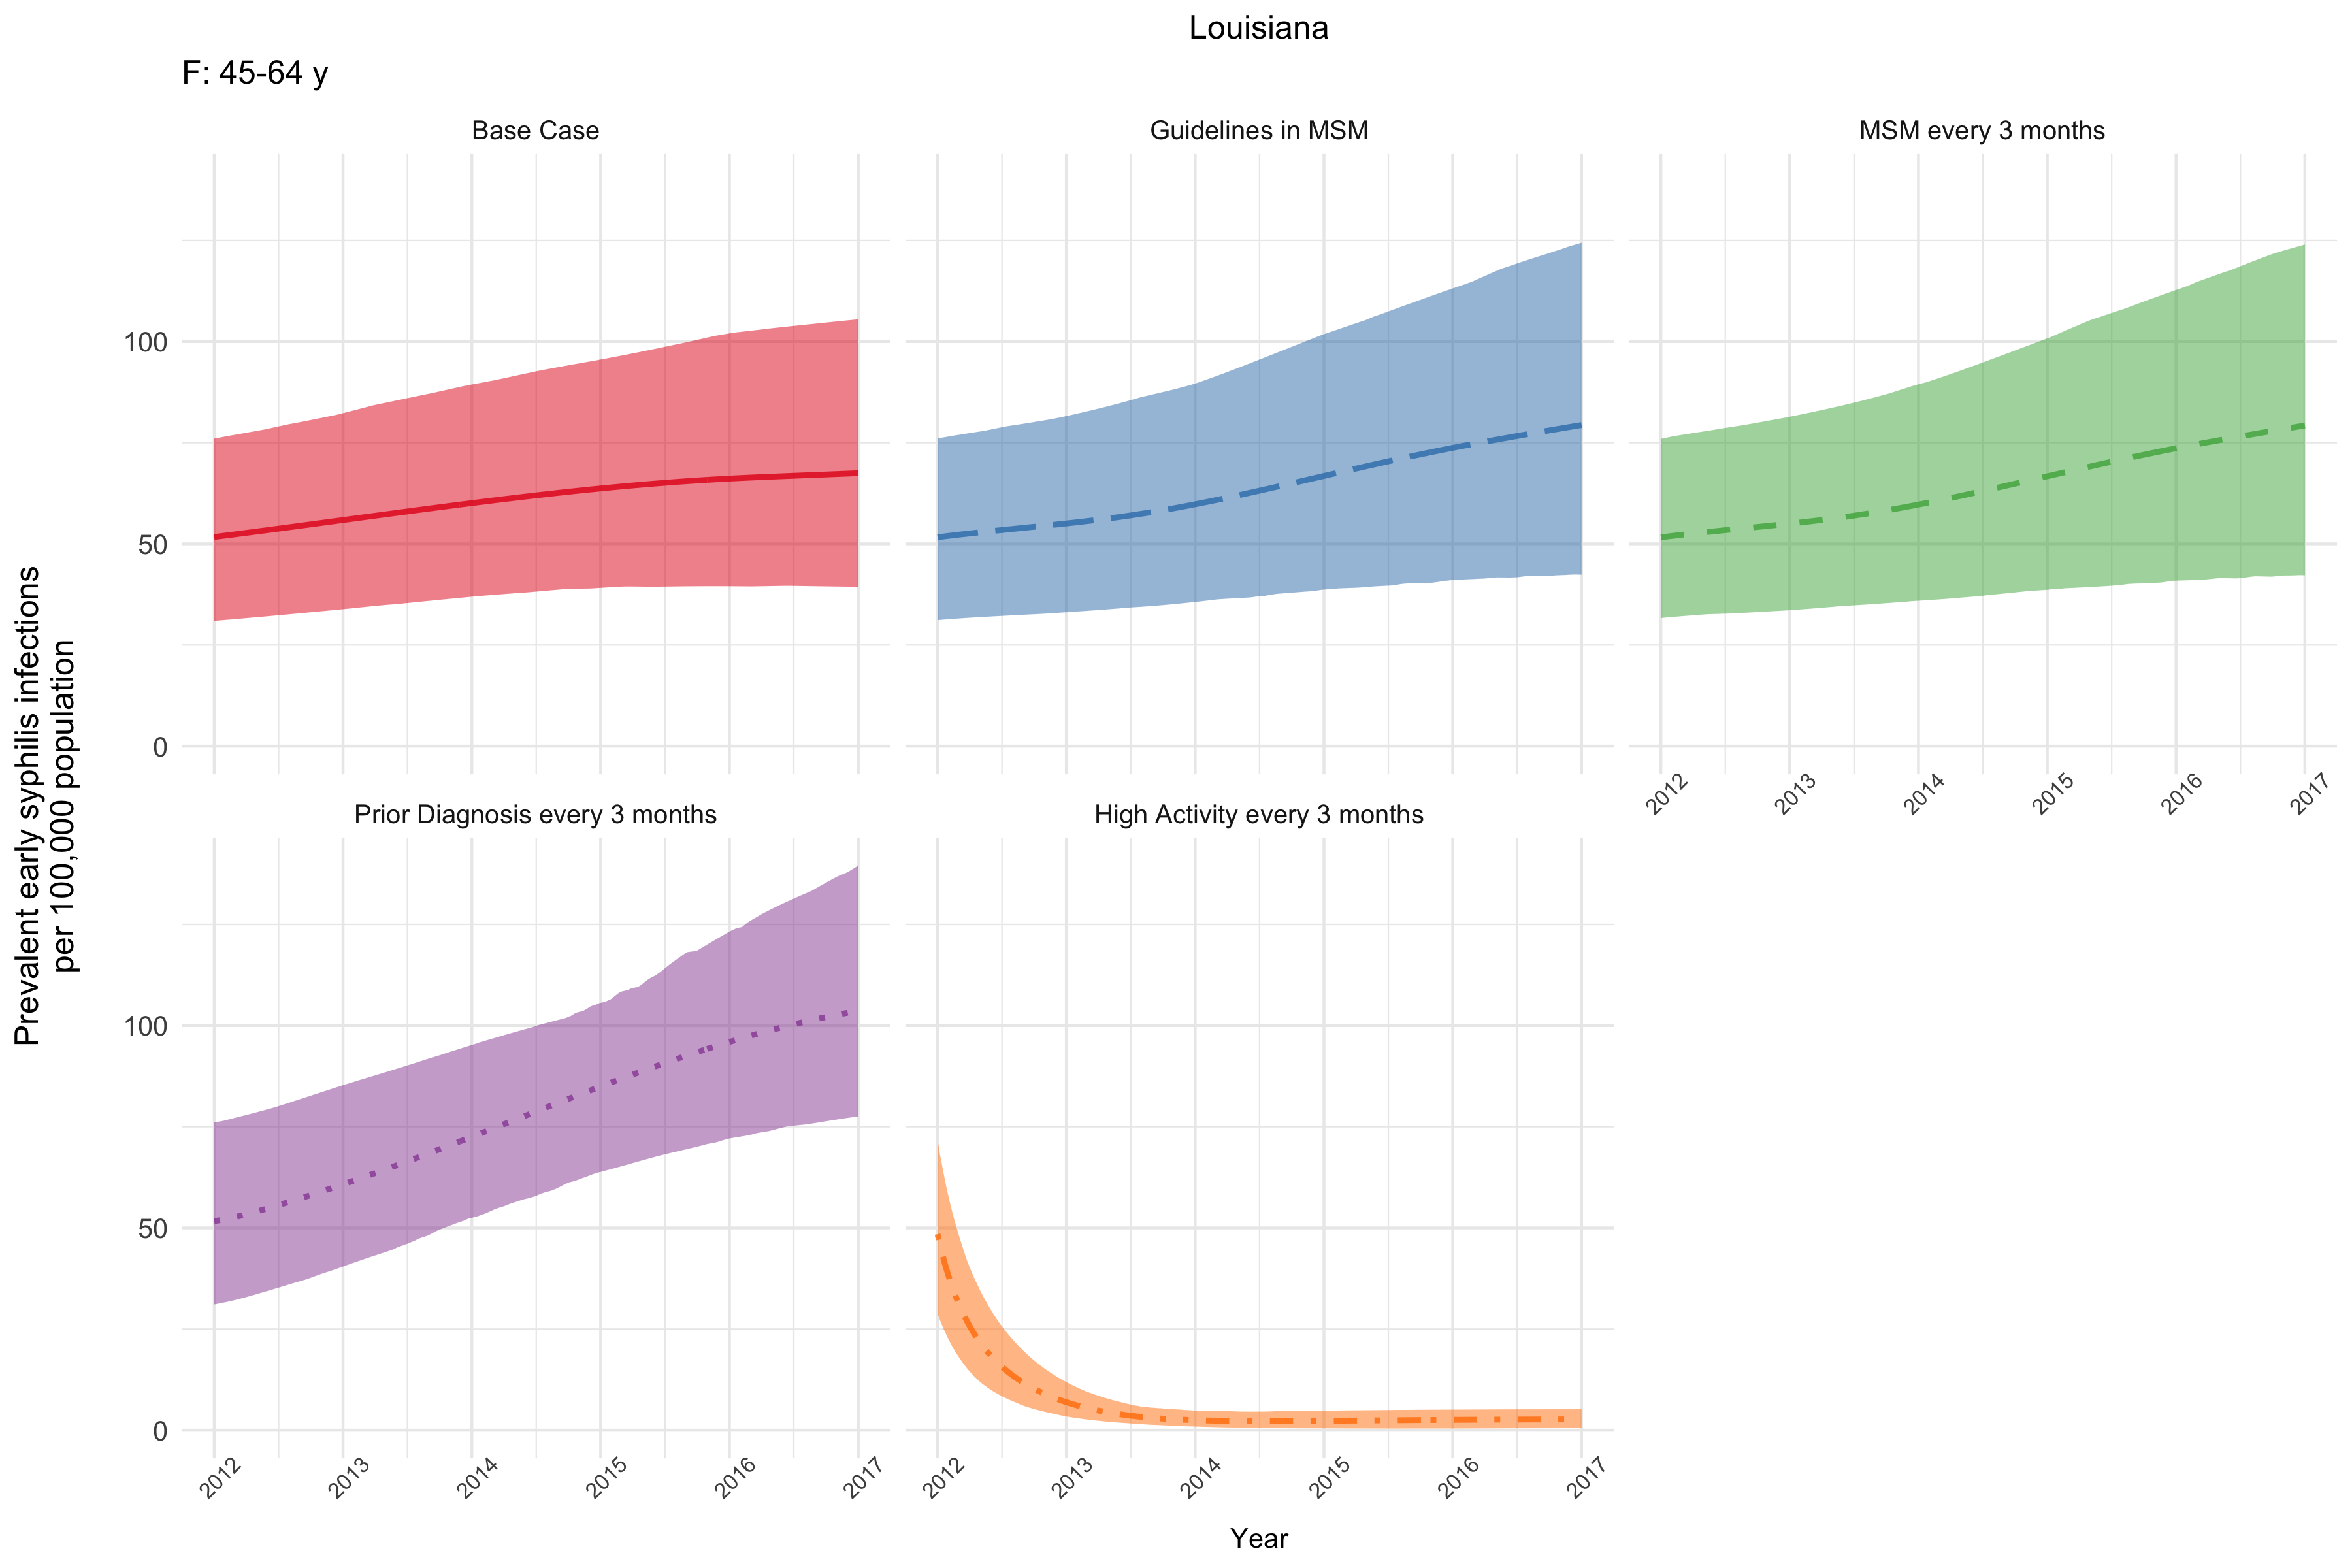 Louisiana
F: 45-64 y
Base Case
Guidelines in MSM
MSM every 3 months
100
50
0
2012
2013
2014
2015
2016
2017
Prior Diagnosis every 3 months
High Activity every 3 months
Prevalent early syphilis infections
per 100,000 population
100
50
0
2012
2013
2014
2015
2016
2017
2012
2013
2014
2015
2016
2017
Year